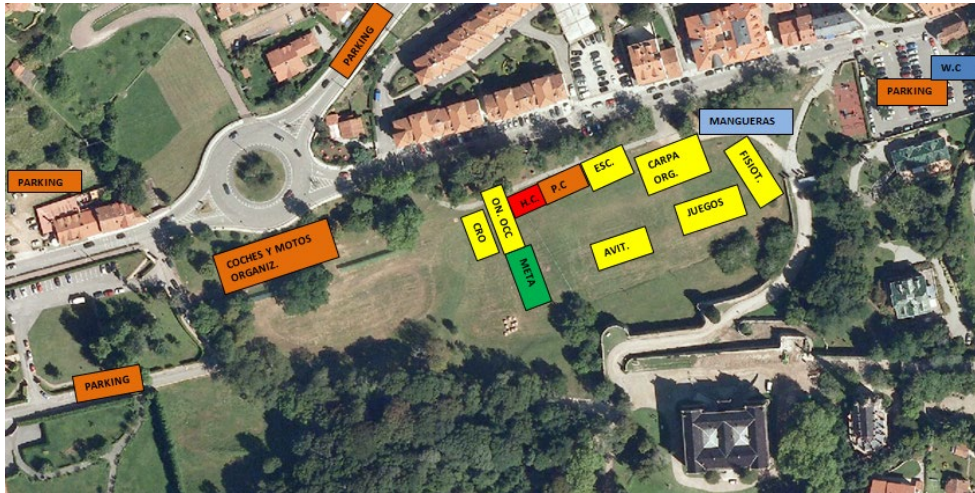 PARKING
W.C
PARKING
MANGUERAS
PARKING
ESC.
CARPA
ORG.
FISIOT.
H.C.
P.C
ON. OCC
CRO
JUEGOS
COCHES Y MOTOS
ORGANIZ.
AVIT.
META
PARKING